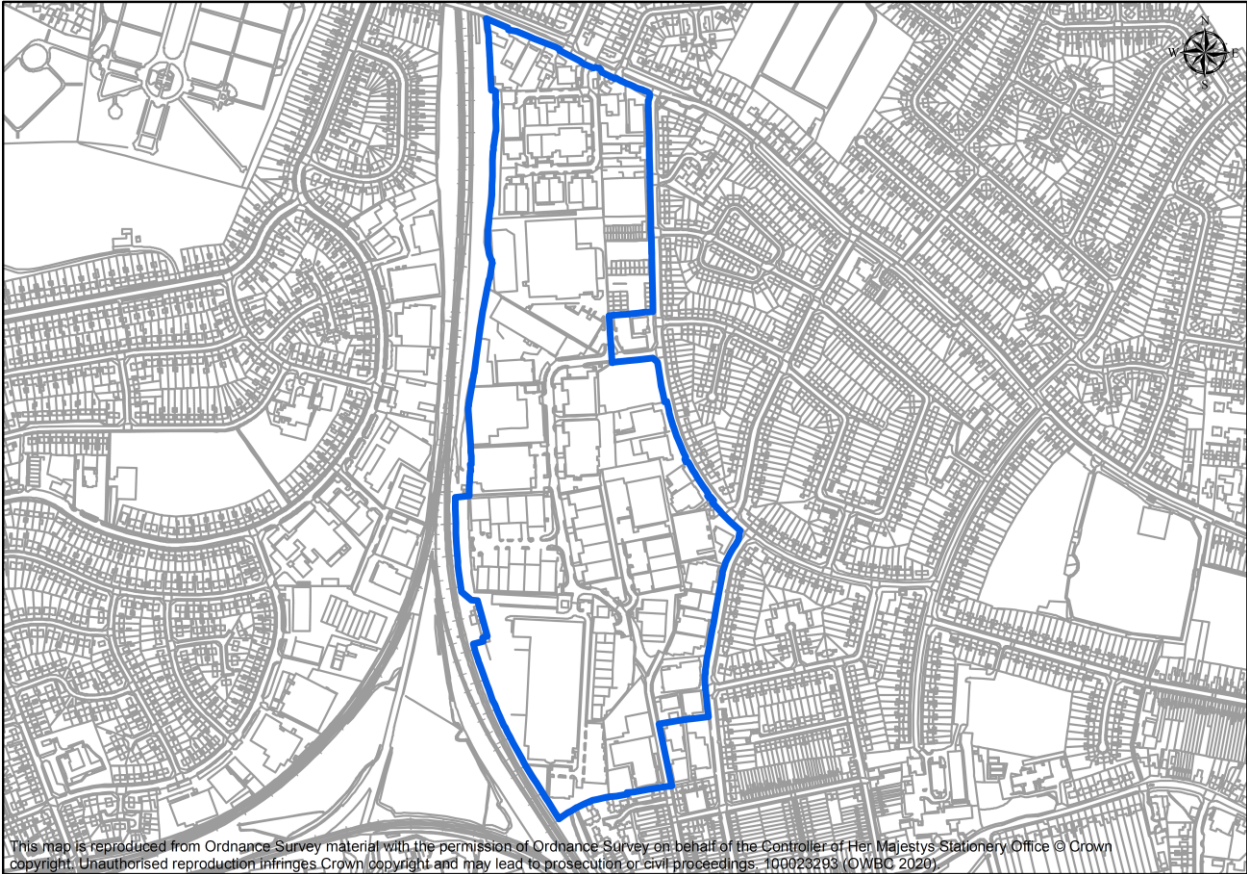 N
W E
S
This map is reproduced from Ordnance Survey material with the permission of Ordnance Survey on behalf of the Controller of Her Majestys Stationery Office © Crown
copyright. Unauthorised reproduction infringes Crown copyright and may lead to prosecution or civil proceedings. 100023293 (OWBC 2020)